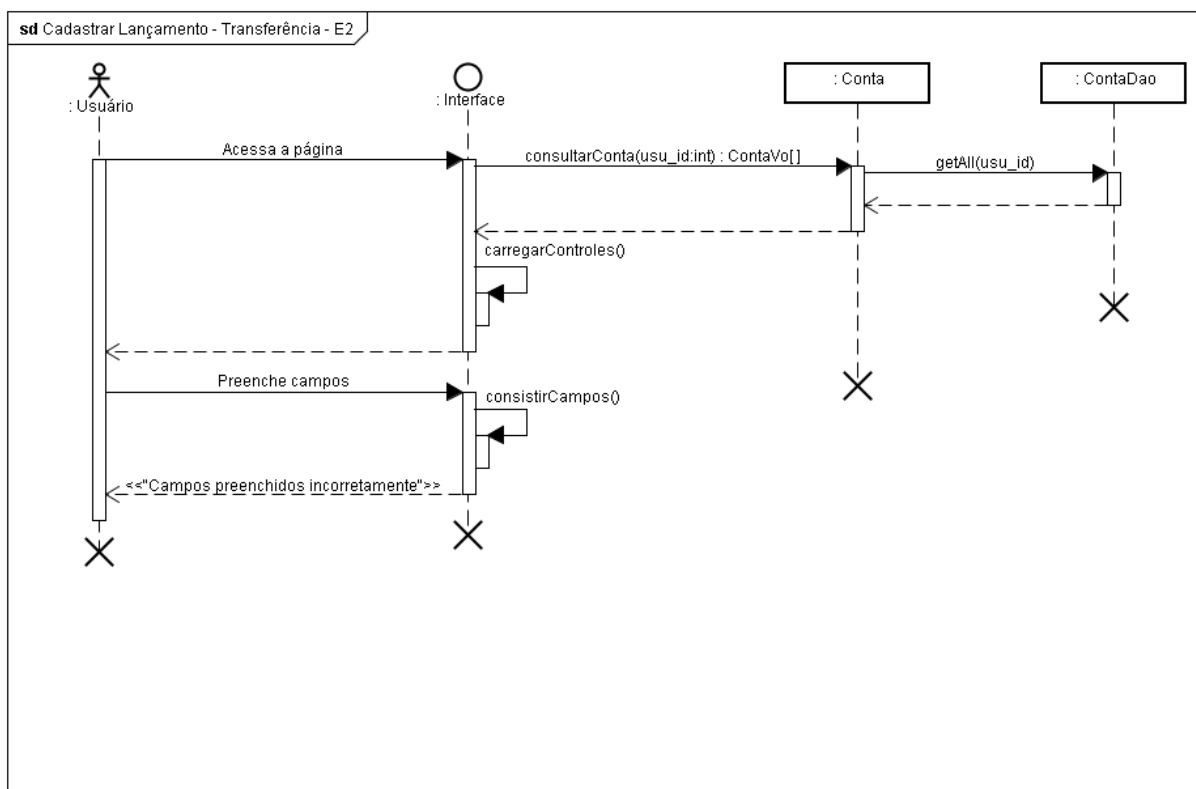 sd Cadastrar Lançamento - Transferência - E2
: Usuário
: Interface
: Conta
: ContaDao
Acessa a página
consultarConta(usu_id:int) : ContaVo[]
getAll(usu_id)
carregarControles()
Preenche campos
consistirCampos()
<<"Campos preenchidos incorretamente">>